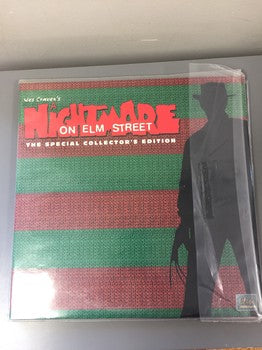 Wes Craven's
NIGHTMARE
ON ELM STREET
THE SPECIAL COLLECTOR'S EDITION